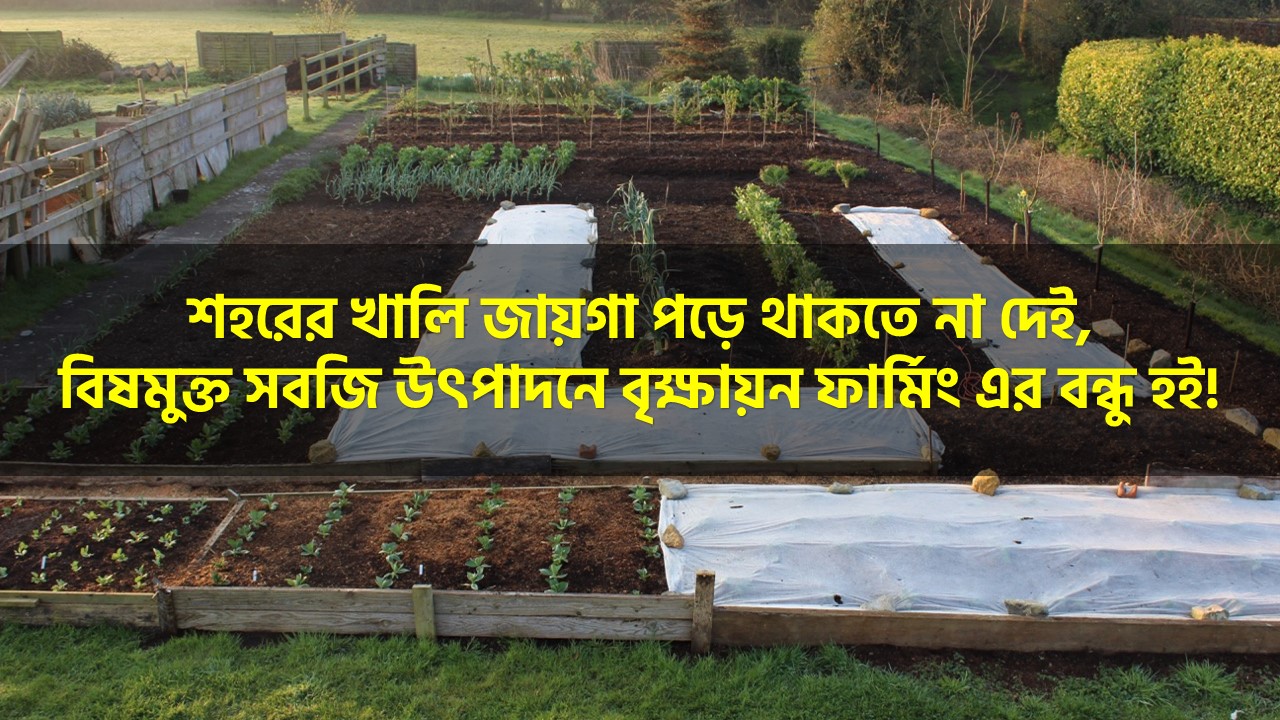 শহরের খালি জায়গা পড়ে থাকতে না দেই,
বিষমুক্ত সবজি উৎপাদনে বৃক্ষায়ন ফার্মিং এর বন্ধু হই!